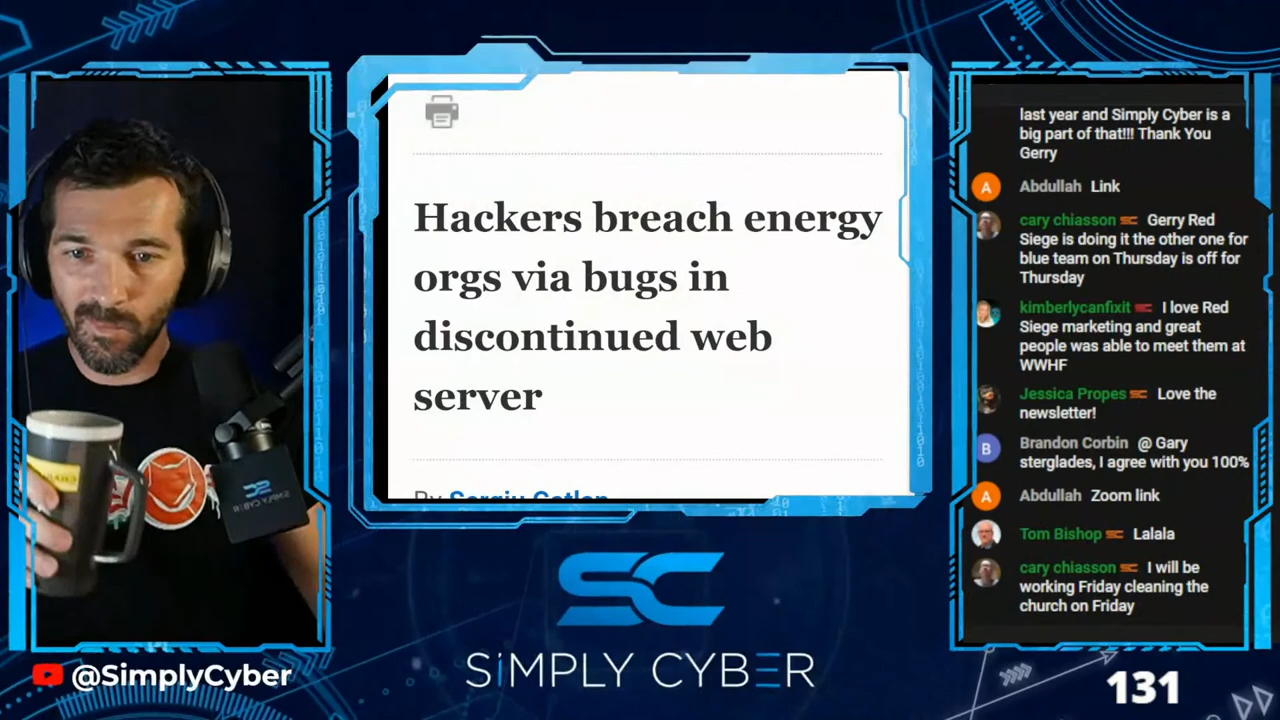 Hackers breach energy
orgs via bugs in
discontinued web
server
last year and Simply Cyber is a
big part of that!!! Thank You
Gerry
Abdullah Link
cary chiasson Gerry Red
Siege is doing it the other one for
blue team on Thursday is off for
Thursday
kimberlycanfixit I love Red
Siege marketing and great
people was able to meet them at
WWHF
Jessica Propes Love the
newsletter!
Brandon Corbin @ Gary
sterglades, I agree with you 100%
Abdullah Zoom link
Tom Bishop Lalala
cary chiasson I will be
working Friday cleaning the
church on Friday
SC
SIMPLY CYBER
@SimplyCyber
131